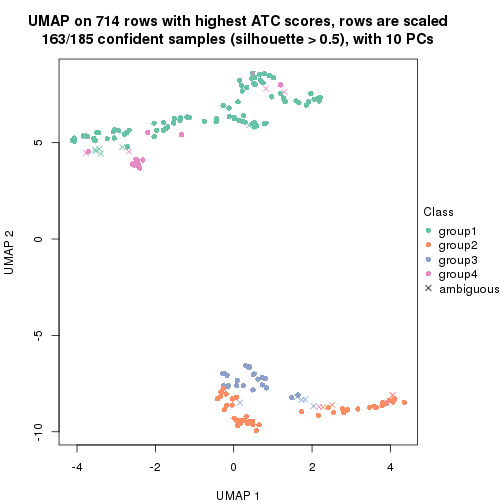 UMAP on 714 rows with highest ATC scores, rows are scaled
163/185 confident samples (silhouette > 0.5), with 10 PCs
5
0
-5
-10
UMAP 2
-4
-2
0
2
4
UMAP 1
Class
group1
group2
group3
group4
ambiguous